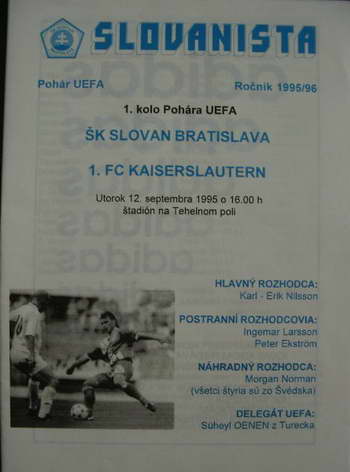 SLOVANISTA
Pohár UEFA Ročník 1995/96
1. kolo Pohára UEFA
ŠK SLOVAN BRATISLAVA
1. FC KAISERSLAUTERN
Utorok 12. septembra 1995 o 16.00 h
štadión na Tehelnom poli
HLAVNÝ ROZHODCA:
Karl - Erik Nilsson
POSTRANNÍ ROZHODCOVIA:
Ingemar Larsson
Peter Ekström
NÁHRADNÝ ROZHODCA:
Morgan Norman
(všetci štyria sú zo Švédska)
DELEGÁT UEFA:
Süheyl OENEN z Turecka